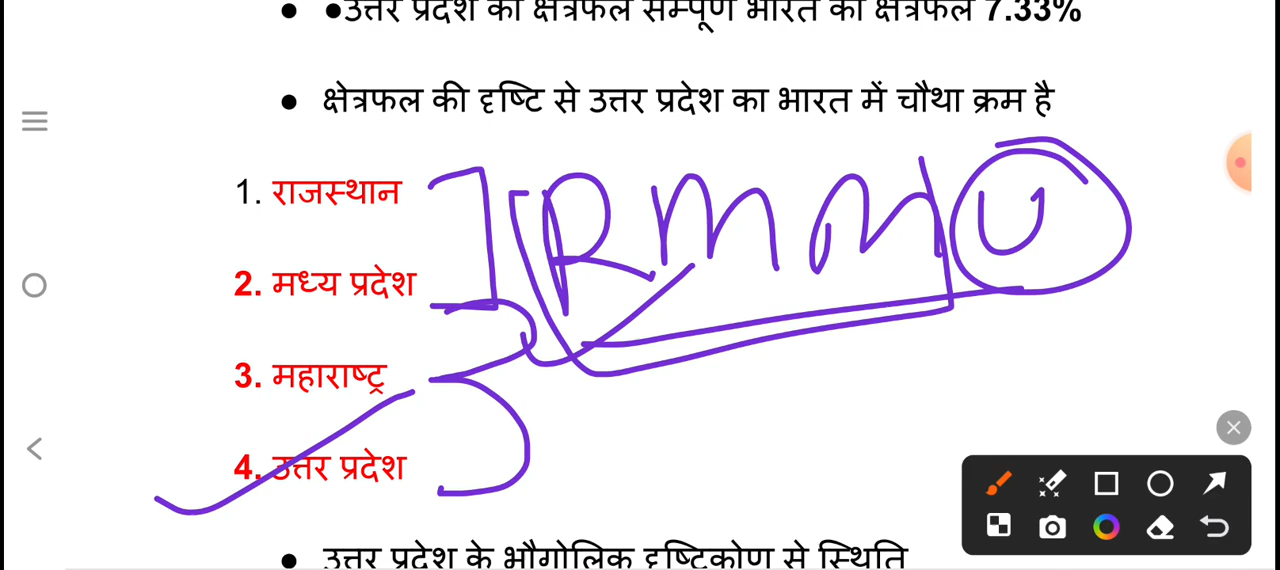 ● ●उत्तर प्रदेश का क्षेत्रफल सम्पूर्ण भारत का क्षेत्रफल 7.33%
● क्षेत्रफल की दृष्टि से उत्तर प्रदेश का भारत में चौथा क्रम है
1. राजस्थान
R M M U
2. मध्य प्रदेश
3. महाराष्ट्र
4. उत्तर प्रदेश
● उत्तर प्रदेश के भौगोलिक दृष्टिकोण से स्थिति